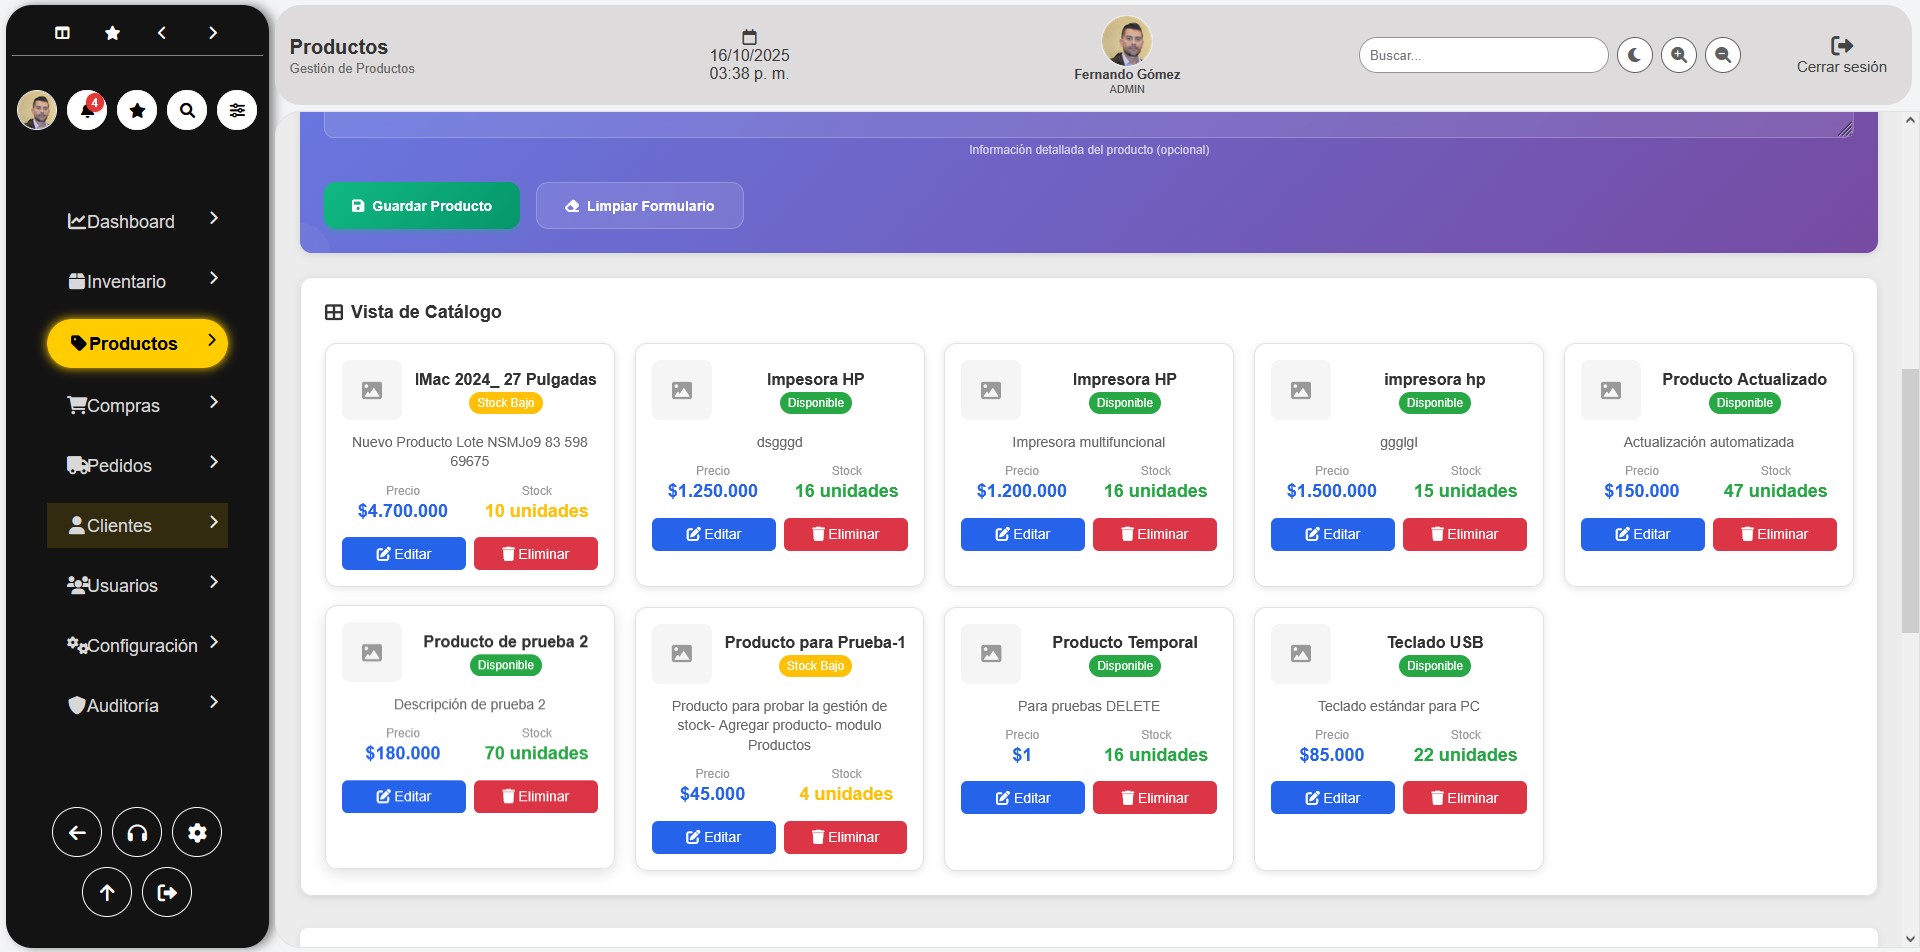 4
Dashboard
Inventario
Productos
Compras
Pedidos
Clientes
Usuarios
Configuración
Auditoría
Productos
Gestión de Productos
16/10/2025
03:38 p. m.
Fernando Gómez
ADMIN
Buscar...
Cerrar sesión
Información detallada del producto (opcional)
Guardar Producto
Limpiar Formulario
Vista de Catálogo
IMac 2024_ 27 Pulgadas
Stock Bajo
Nuevo Producto Lote NSMJo9 83 598
69675
Precio
Stock
$4.700.000
10 unidades
Editar
Eliminar
Impesora HP
Disponible
dsgggd
Precio
Stock
$1.250.000
16 unidades
Editar
Eliminar
Impresora HP
Disponible
Impresora multifuncional
Precio
Stock
$1.200.000
16 unidades
Editar
Eliminar
impresora hp
Disponible
ggglgl
Precio
Stock
$1.500.000
15 unidades
Editar
Eliminar
Producto Actualizado
Disponible
Actualización automatizada
Precio
Stock
$150.000
47 unidades
Editar
Eliminar
Producto de prueba 2
Disponible
Descripción de prueba 2
Precio
Stock
$180.000
70 unidades
Editar
Eliminar
Producto para Prueba-1
Stock Bajo
Producto para probar la gestión de
stock- Agregar producto- modulo
Productos
Precio
Stock
$45.000
4 unidades
Editar
Eliminar
Producto Temporal
Disponible
Para pruebas DELETE
Precio
Stock
$1
16 unidades
Editar
Eliminar
Teclado USB
Disponible
Teclado estándar para PC
Precio
Stock
$85.000
22 unidades
Editar
Eliminar